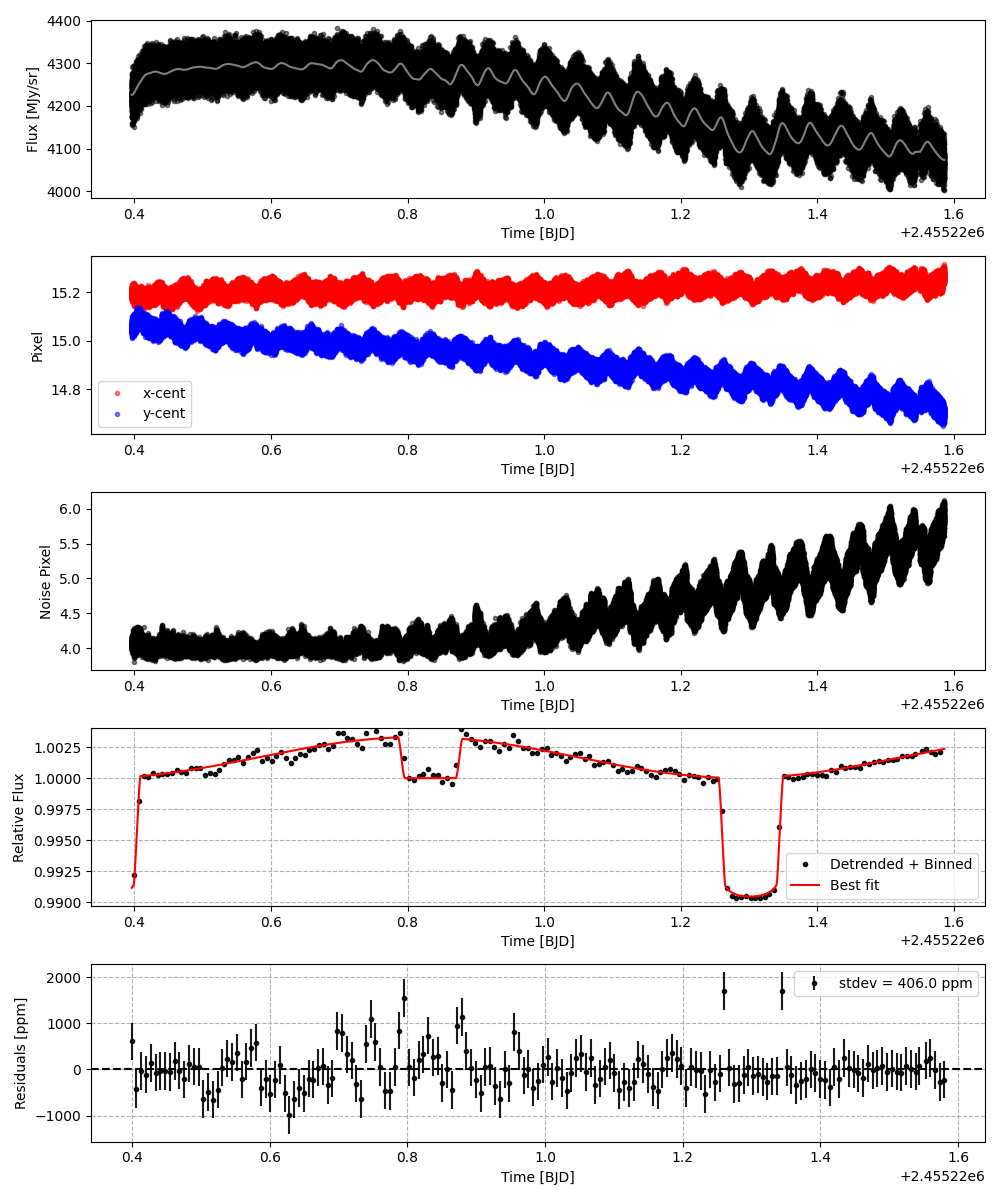 4400
4300
4200
4100
4000
Flux [MJy/sr]
0.4 0.6 0.8 1.0 1.2 1.4 1.6
Time [BJD]
+2.45522e6
15.2
15.0
14.8
Pixel
x-cent
y-cent
0.4 0.6 0.8 1.0 1.2 1.4 1.6
Time [BJD]
+2.45522e6
6.0
5.5
5.0
4.5
4.0
Noise Pixel
0.4 0.6 0.8 1.0 1.2 1.4 1.6
Time [BJD]
+2.45522e6
1.0025
1.0000
0.9975
0.9950
0.9925
0.9900
Relative Flux
Detrended + Binned
Best fit
0.4 0.6 0.8 1.0 1.2 1.4 1.6
Time [BJD]
+2.45522e6
2000
1000
0
−1000
Residuals [ppm]
stdev = 406.0 ppm
0.4 0.6 0.8 1.0 1.2 1.4 1.6
Time [BJD]
+2.45522e6